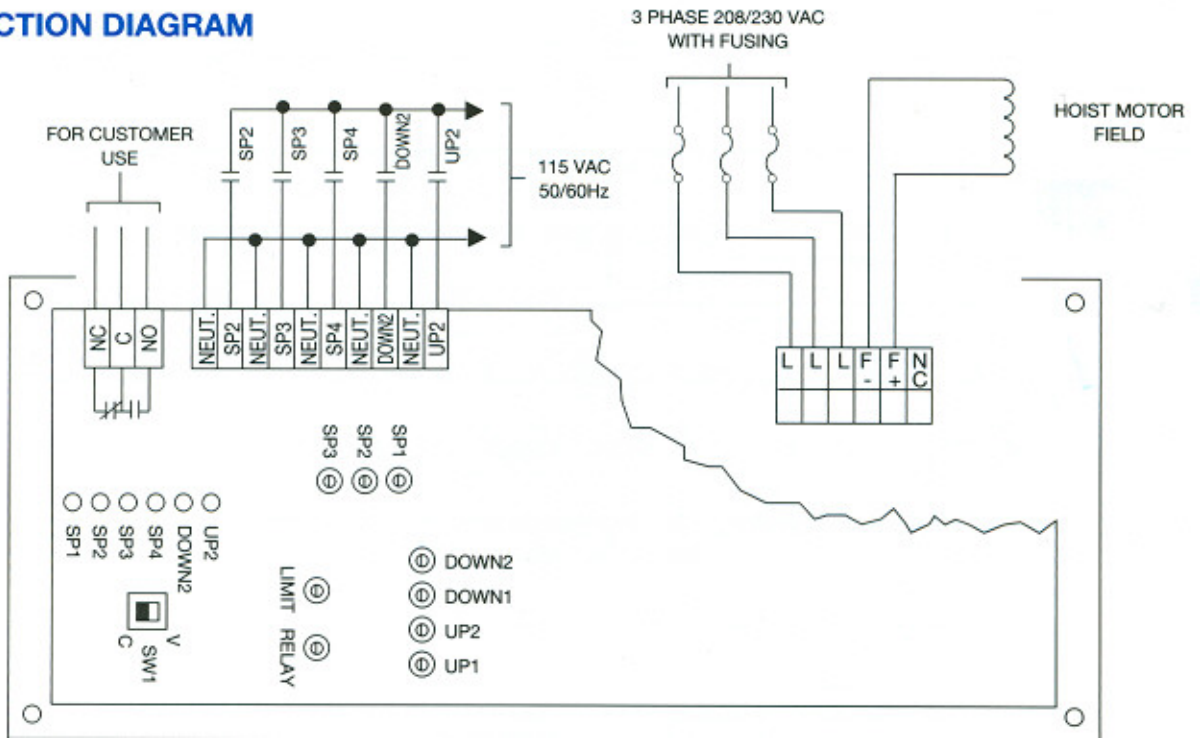 CTION DIAGRAM
3 PHASE 208/230 VAC
WITH FUSING
FOR CUSTOMER
USE
SP2
SP3
SP4
DOWN2
UP2
115 VAC
50/60Hz
HOIST MOTOR
FIELD
NC
C
NO
NEUT.
SP2
NEUT.
SP3
NEUT.
SP4
NEUT.
DOWN2
NEUT.
UP2
L
L
L
F -
F +
NC
SP3
SP2
SP1
SP1
SP2
SP3
SP4
DOWN2
UP2
C
V
SW1
LIMIT
RELAY
DOWN2
DOWN1
UP2
UP1